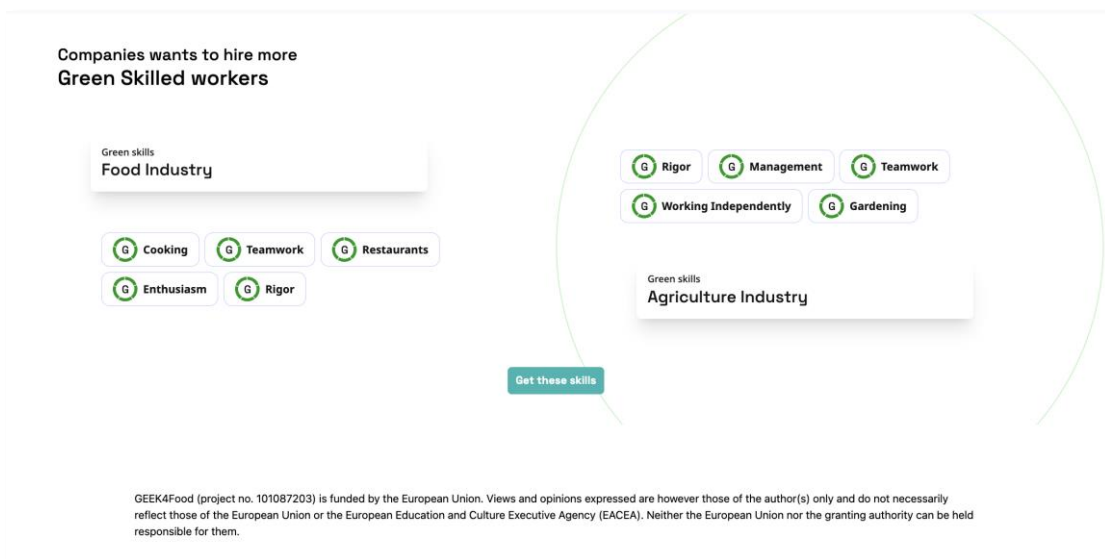 Companies wants to hire more
Green Skilled workers
Green skills
Food Industry
G Cooking G Teamwork G Restaurants
G Enthusiasm G Rigor
G Rigor G Management G Teamwork
G Working Independently G Gardening
Green skills
Agriculture Industry
Get these skills
GEEK4Food (project no. 101087203) is funded by the European Union. Views and opinions expressed are however those of the author(s) only and do not necessarily
reflect those of the European Union or the European Education and Culture Executive Agency (EACEA). Neither the European Union nor the granting authority can be held
responsible for them.